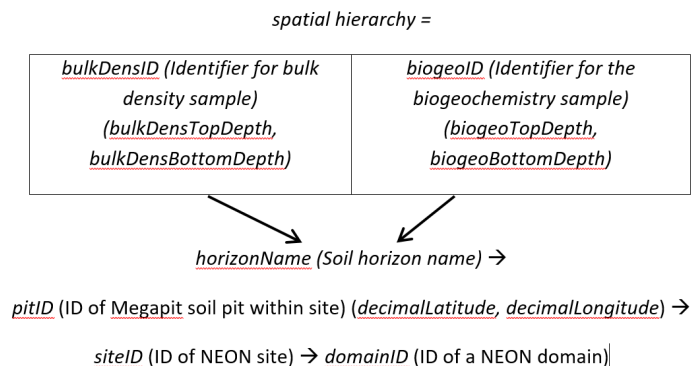 spatial hierarchy =
bulkDensID (Identifier for bulk
density sample)
(bulkDensTopDepth,
bulkDensBottomDepth)
biogeoID (Identifier for the
biogeochemistry sample)
(biogeoTopDepth,
biogeoBottomDepth)
horizonName (Soil horizon name) →
pitID (ID of Megapit soil pit within site) (decimalLatitude, decimalLongitude) →
siteID (ID of NEON site) → domainID (ID of a NEON domain)